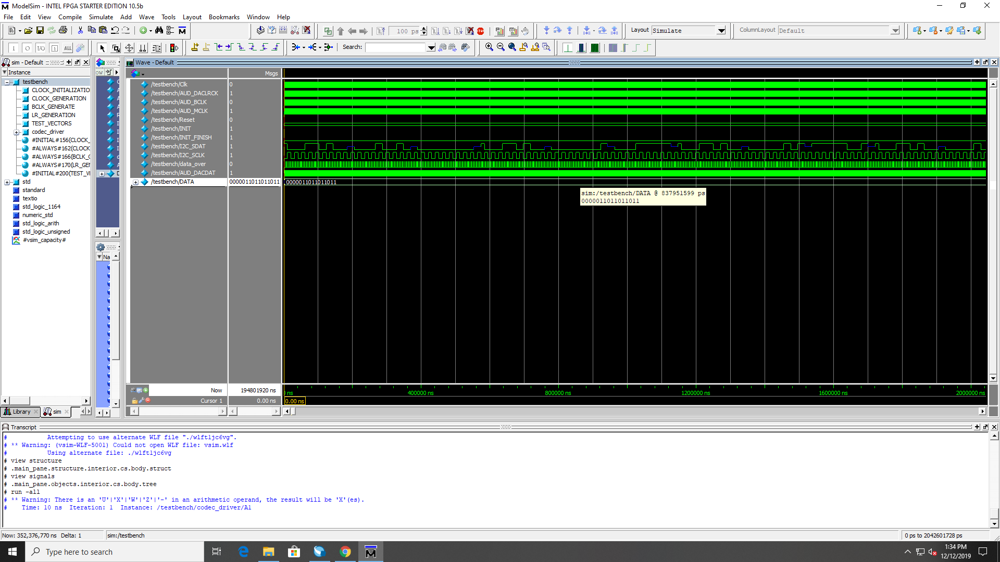 ModelSim - INTEL FPGA STARTER EDITION 10.5b
File Edit View Compile Simulate Add Wave Tools Layout Bookmarks Window Help
100 ps
Layout Simulate
ColumnLayout Default
Search:
sim - Default
Instance
testbench
CLOCK_INITIALIZATIO
CLOCK_GENERATION
BCLK_GENERATE
LR_GENERATION
TEST_VECTORS
codec_driver
#INITIAL#156(CLOCK_
#ALWAYS#162(CLOCK
#ALWAYS#166(BCLK_G
#ALWAYS#170(LR_GEN
#INITIAL#200(TEST_VE
std
standard
textio
std_logic_1164
numeric_std
std_logic_arith
std_logic_unsigned
#vsim_capacity#
Library
sim
Na
Wave - Default
Msgs
/testbench/Clk 0
/testbench/AUD_DACLRCK 1
/testbench/AUD_BCLK 0
/testbench/AUD_MCLK 1
/testbench/Reset 0
/testbench/INIT 1
/testbench/INIT_FINISH 1
/testbench/I2C_SDAT 1
/testbench/I2C_SCLK 1
/testbench/data_over 0
/testbench/AUD_DACDAT 1
/testbench/DATA 0000011011011011 0000011011011011
sim:/testbench/DATA @ 837951599 ps
0000011011011011
Now 194801920 ns
ns 400000 ns 800000 ns 1200000 ns 1600000 ns 2000000 ns
Cursor 1 0.00 ns
0.00 ns
Transcript
# Attempting to use alternate WLF file "./wlft1jc6vg".
# ** Warning: (vsim-WLF-5001) Could not open WLF file: vsim.wlf
# Using alternate file: ./wlft1jc6vg
# view structure
# .main_pane.structure.interior.cs.body.struct
# view signals
# .main_pane.objects.interior.cs.body.tree
# run -all
# ** Warning: There is an 'U'|'X'|'W'|'Z'|'-' in an arithmetic operand, the result will be 'X'(es).
# Time: 10 ns Iteration: 1 Instance: /testbench/codec_driver/A1
Now: 352,376,770 ns Delta: 1
sim:/testbench
0 ps to 2042601728 ps
Type here to search
1:34 PM
12/12/2019